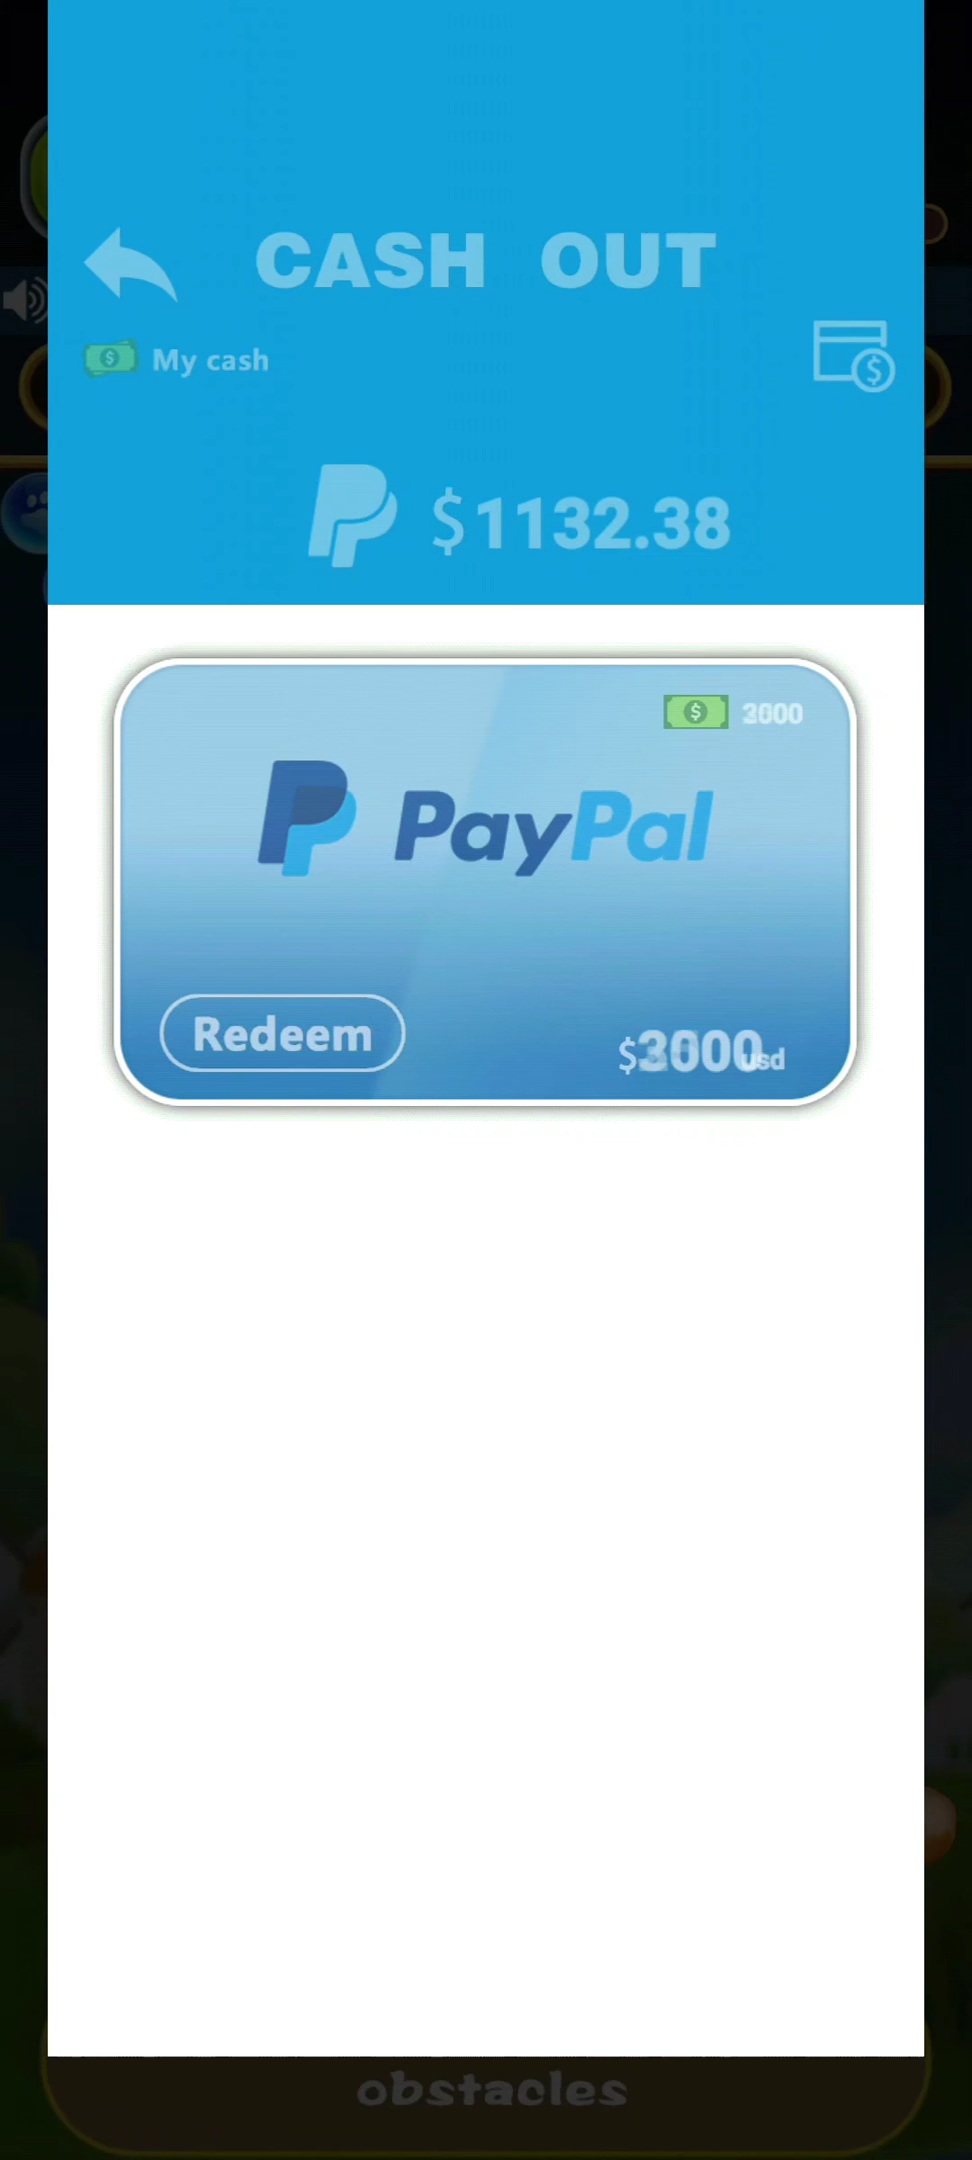 CASH OUT
My cash
$1132.38
3000
PayPal
Redeem
$3000usd
obstacles